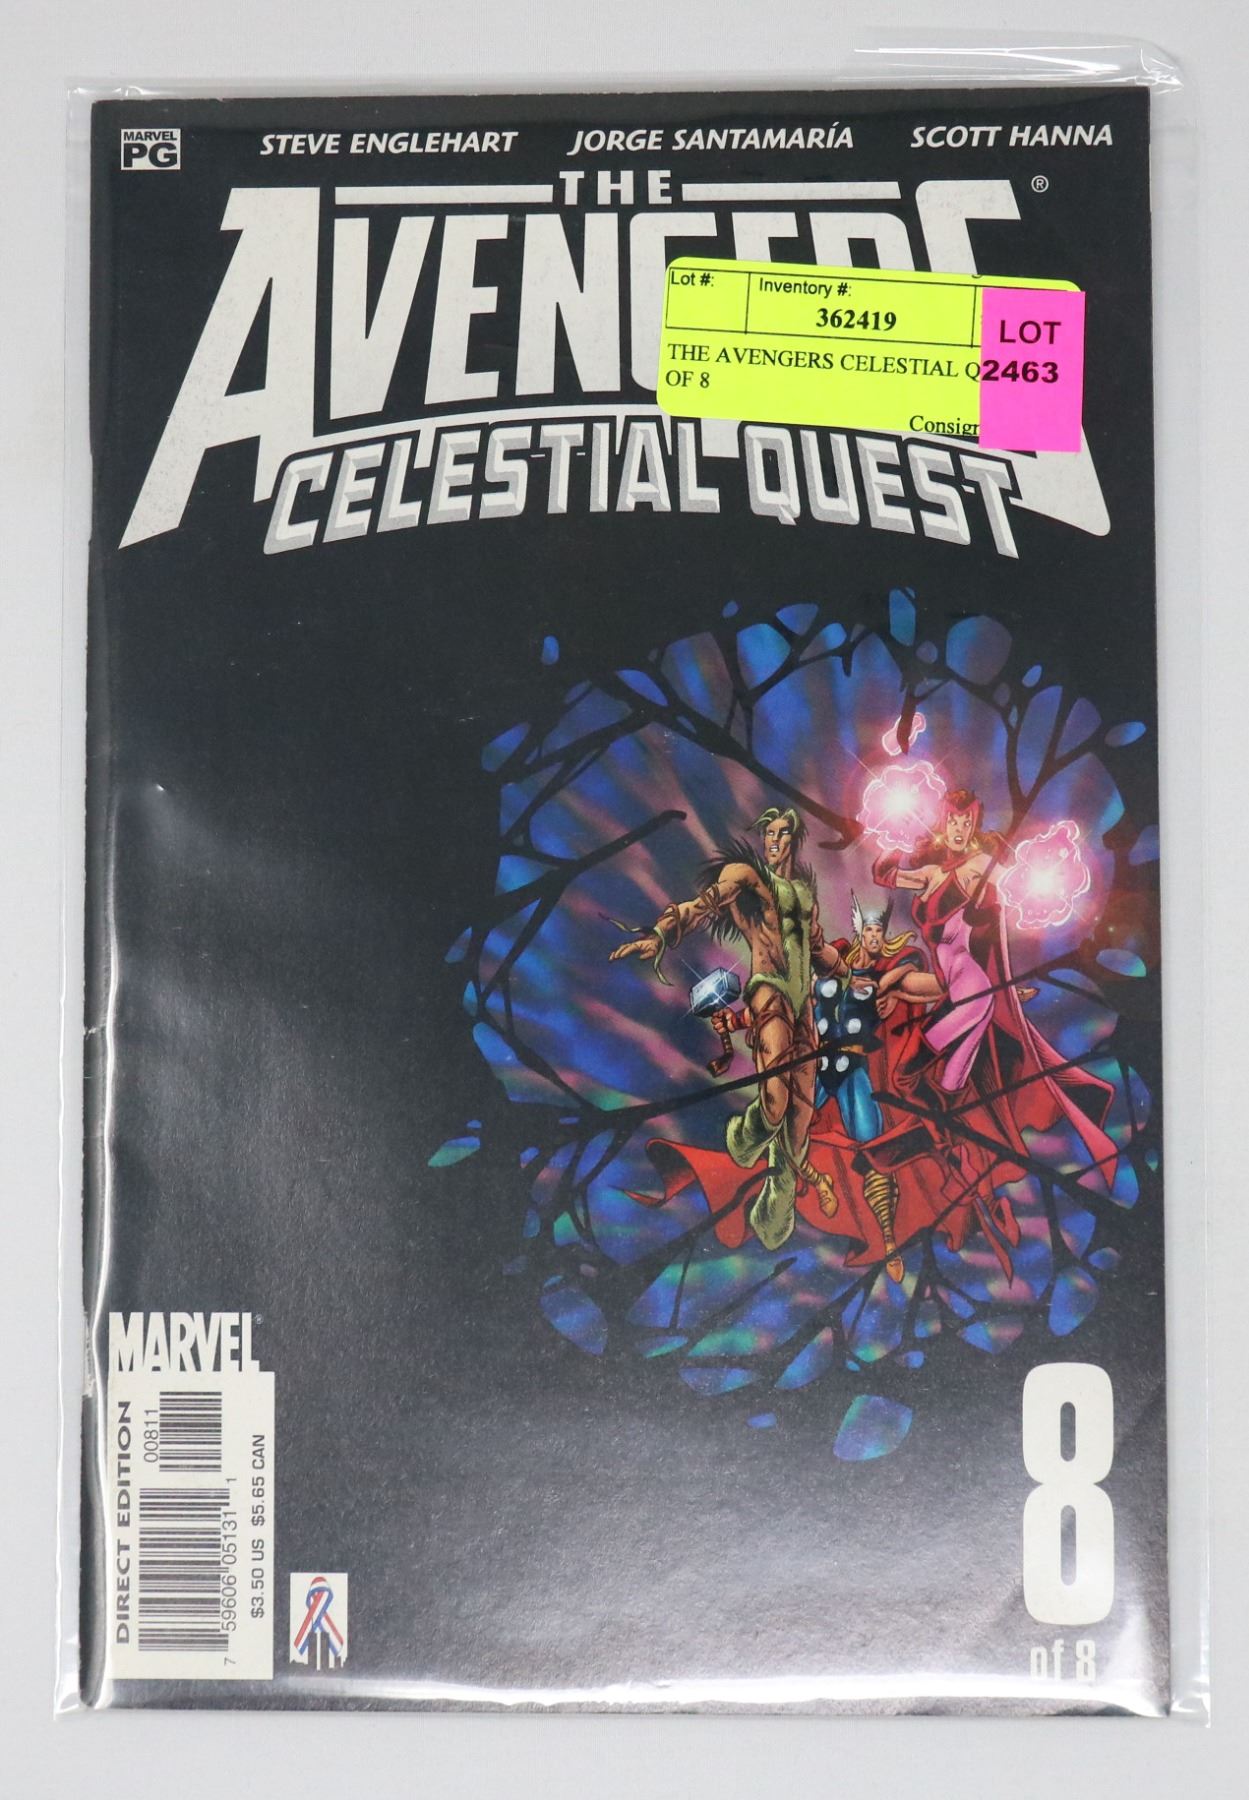 MARVEL
PG
STEVE ENGLEHART JORGE SANTAMARÍA SCOTT HANNA
THE
AVENGERS®
Lot #: Inventory #:
362419
THE AVENGERS CELESTIAL Q
OF 8
Consign
LOT
2463
CELESTIAL QUEST
MARVEL®
DIRECT EDITION
00811
7 59606 05131 1
$3.50 US $5.65 CAN
8
of 8